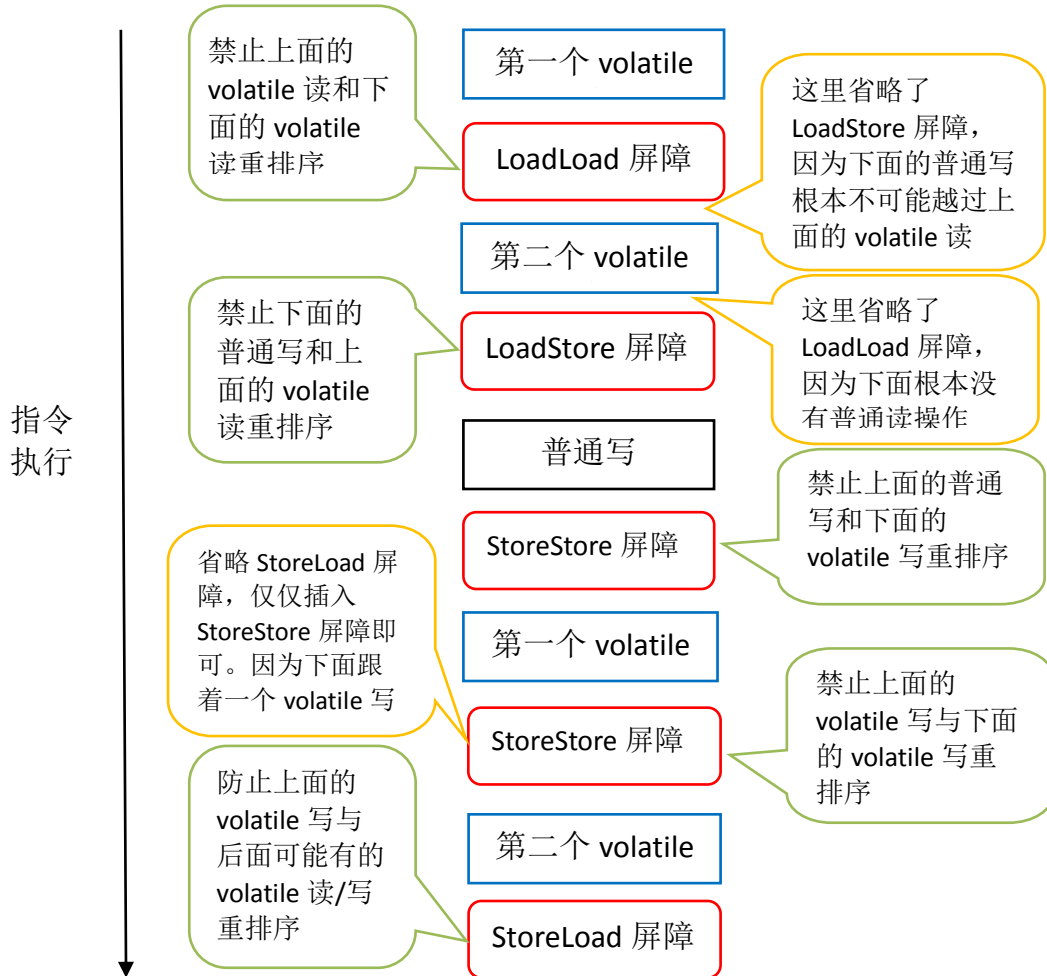 禁止上面的
volatile 读和下
面的 volatile
读重排序
第一个 volatile
LoadLoad 屏障
这里省略了
LoadStore 屏障，
因为下面的普通写
根本不可能越过上
面的 volatile 读
第二个 volatile
禁止下面的
普通写和上
面的 volatile
读重排序
LoadStore 屏障
这里省略了
LoadLoad 屏障，
因为下面根本没
有普通读操作
指令
执行
普通写
禁止上面的普通
写和下面的
volatile 写重排序
StoreStore 屏障
省略 StoreLoad 屏
障，仅仅插入
StoreStore 屏障即
可。因为下面跟
着一个 volatile 写
第一个 volatile
禁止上面的
volatile 写与下面
的 volatile 写重
排序
StoreStore 屏障
防止上面的
volatile 写与
后面可能有的
volatile 读/写
重排序
第二个 volatile
StoreLoad 屏障